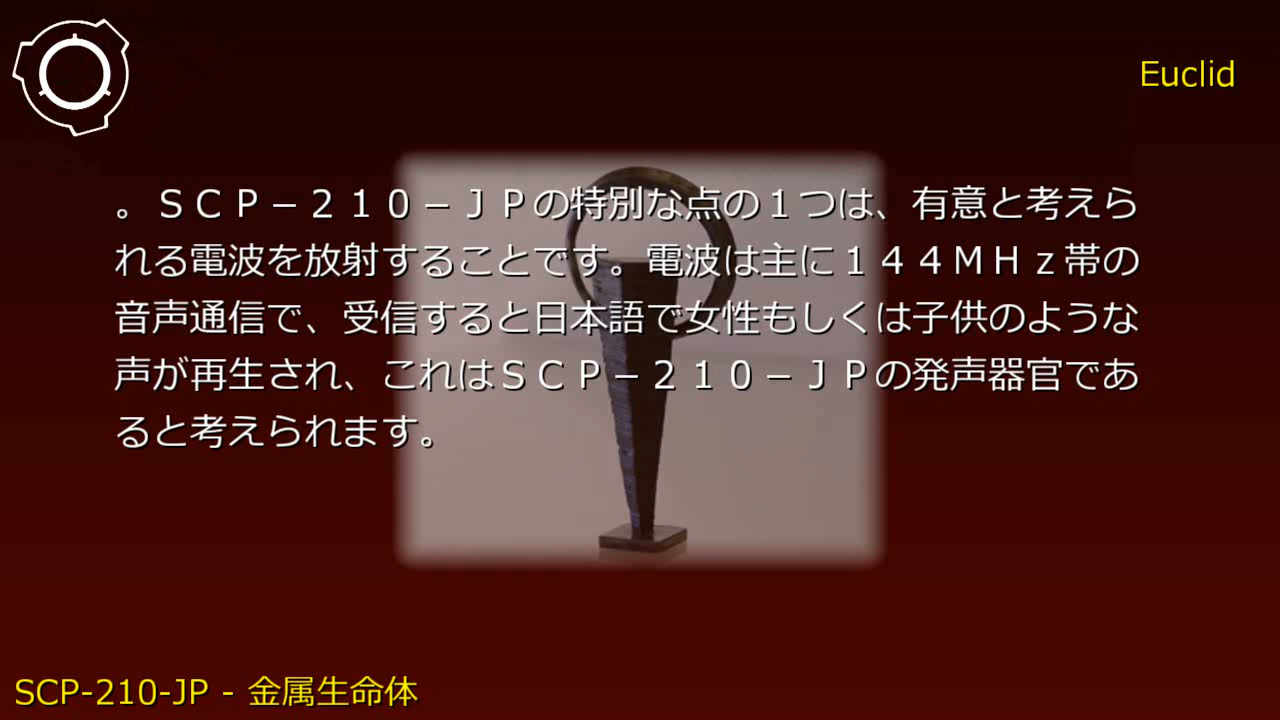 Euclid
。ＳＣＰ－２１０－ＪＰの特別な点の１つは、有意と考えら
れる電波を放射することです。電波は主に１４４ＭＨｚ帯の
音声通信で、受信すると日本語で女性もしくは子供のような
声が再生され、これはＳＣＰ－２１０－ＪＰの発声器官であ
ると考えられます。
SCP-210-JP - 金属生命体